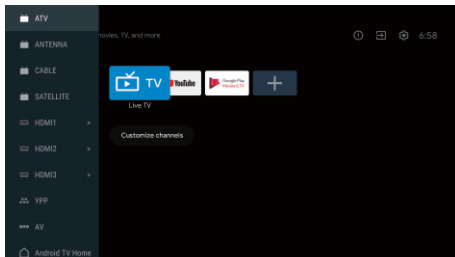 ATV
ANTENNA
CABLE
SATELLITE
HDMI1
HDMI2
HDMI3
YPP
AV
Android TV Home
movies, TV, and more
6:58
TV
YouTube
Google Play
Movies & TV
Live TV
Customize channels